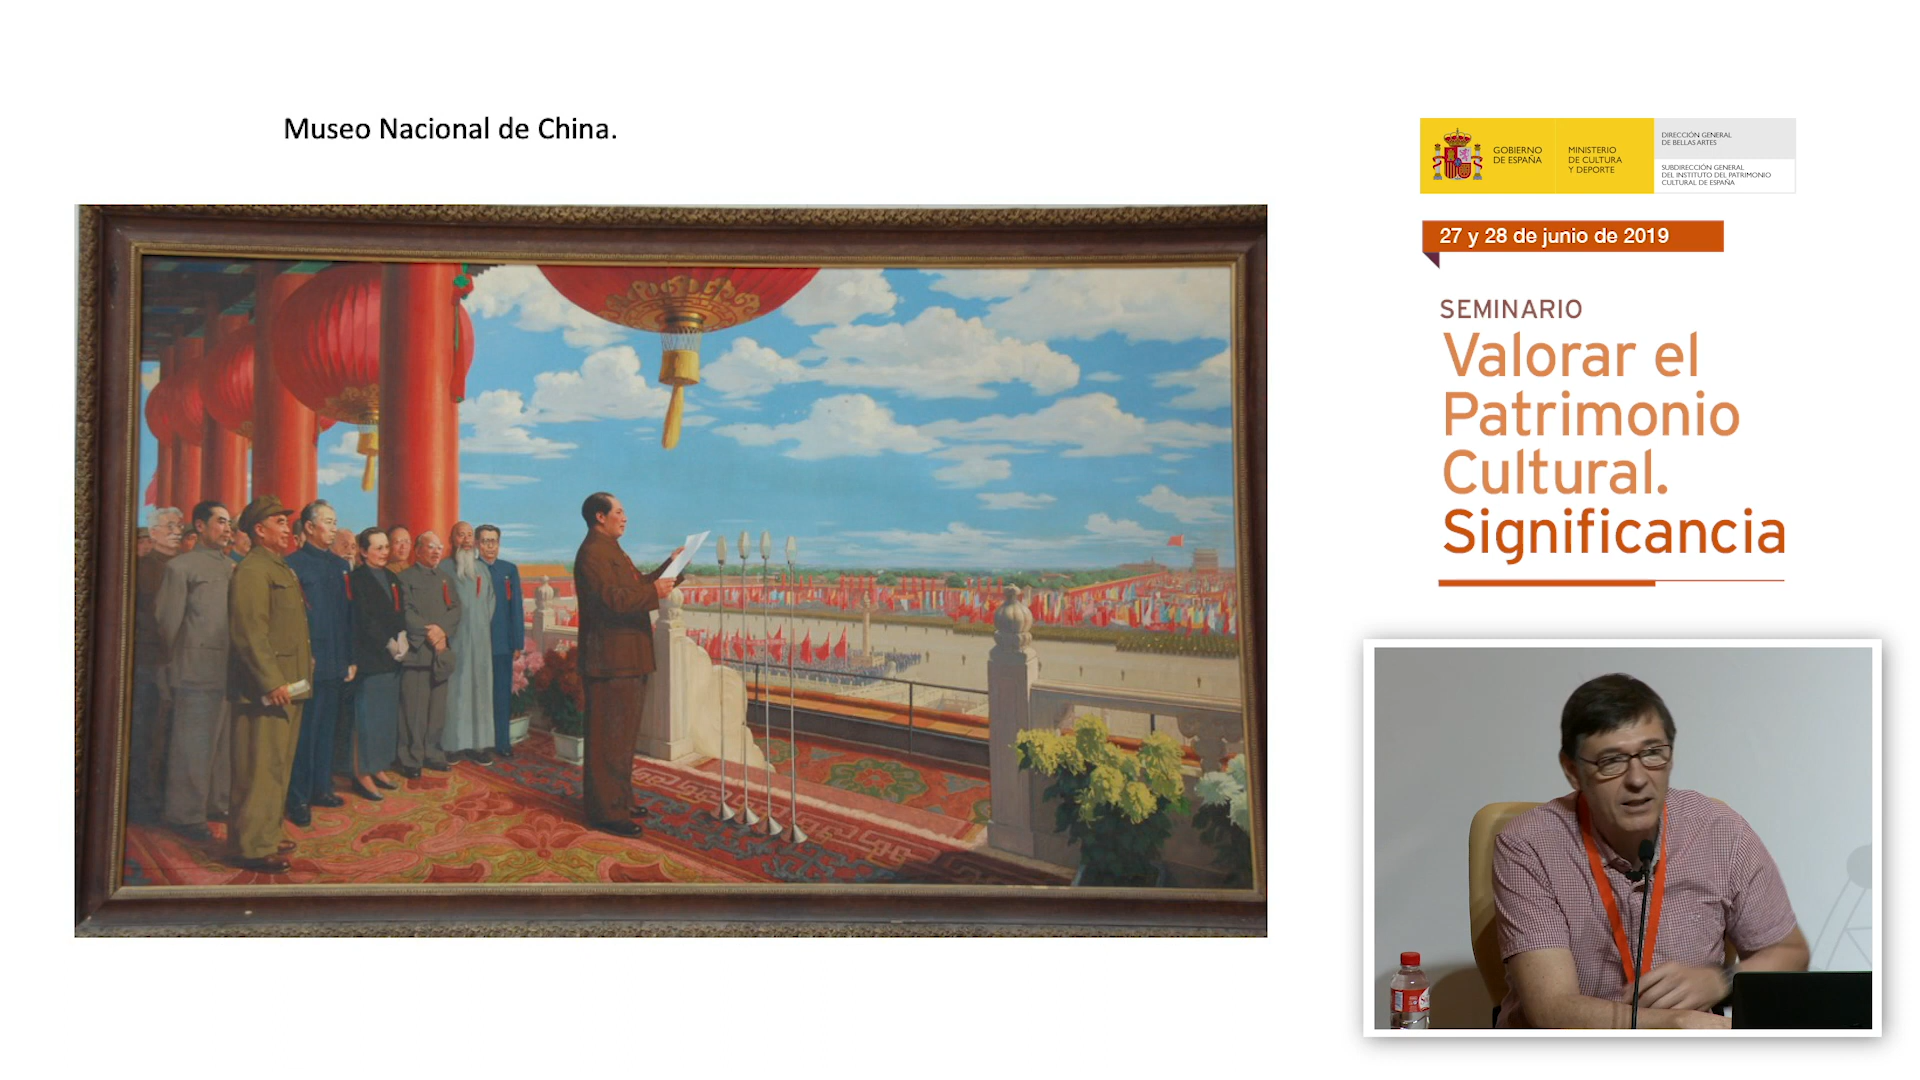 Museo Nacional de China.
GOBIERNO
DE ESPAÑA
MINISTERIO
DE CULTURA
Y DEPORTE
DIRECCIÓN GENERAL
DE BELLAS ARTES
SUBDIRECCIÓN GENERAL
DEL INSTITUTO DEL PATRIMONIO
CULTURAL DE ESPAÑA
27 y 28 de junio de 2019
SEMINARIO
Valorar el
Patrimonio
Cultural.
Significancia